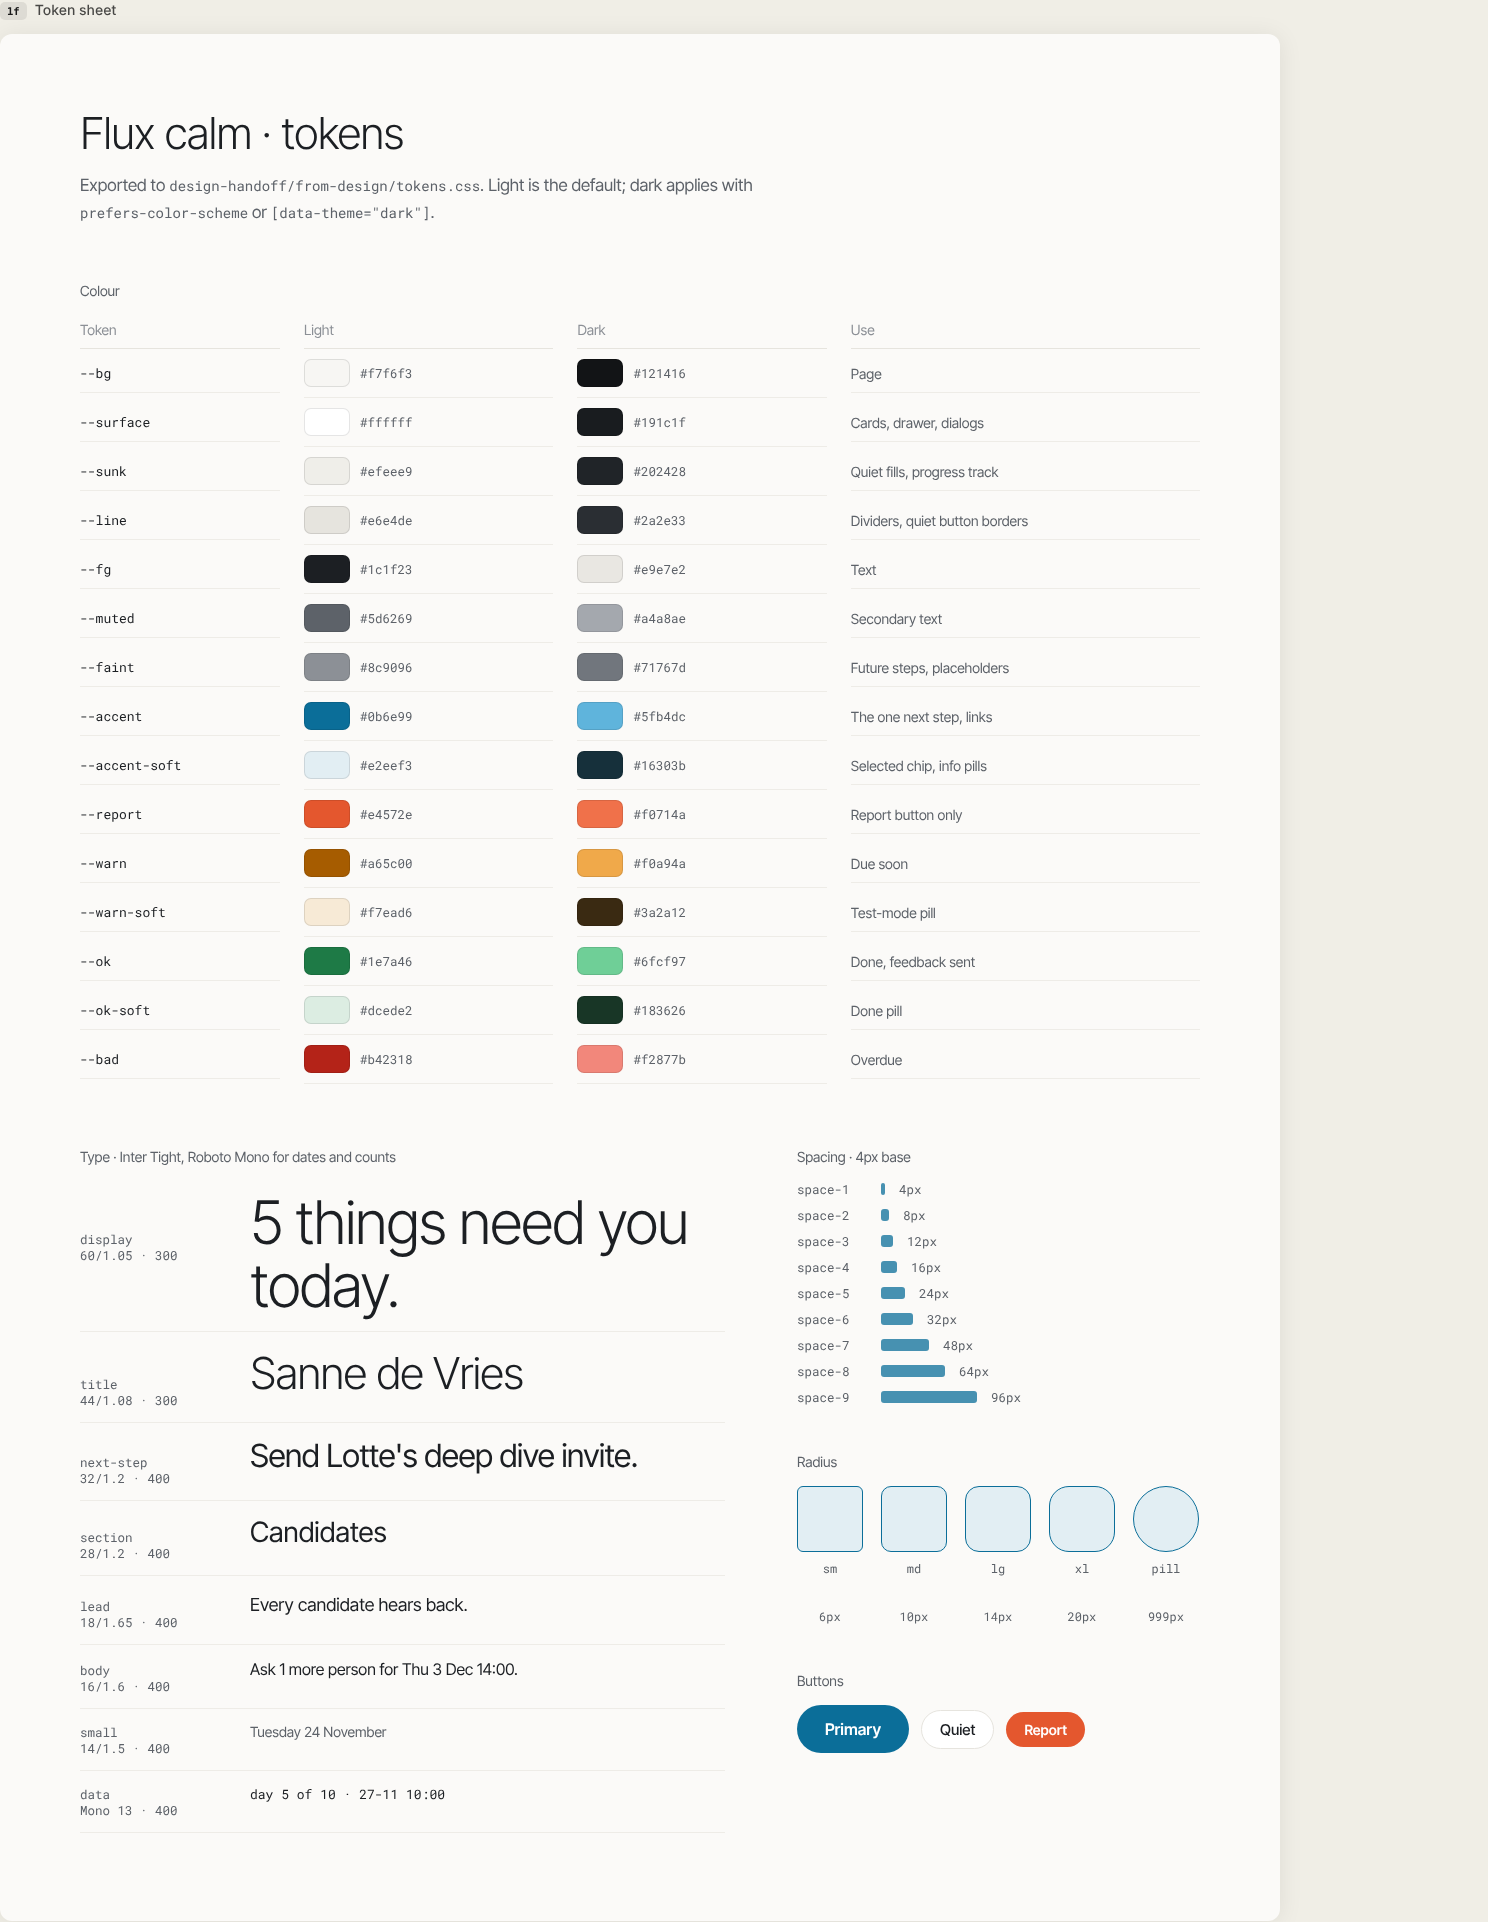 1f Token sheet
Flux calm · tokens
Exported to design-handoff/from-design/tokens.css. Light is the default; dark applies with
prefers-color-scheme or [data-theme="dark"].
Colour
Token Light Dark Use
--bg #f7f6f3 #121416 Page
--surface #ffffff #191c1f Cards, drawer, dialogs
--sunk #efeee9 #202428 Quiet fills, progress track
--line #e6e4de #2a2e33 Dividers, quiet button borders
--fg #1c1f23 #e9e7e2 Text
--muted #5d6269 #a4a8ae Secondary text
--faint #8c9096 #71767d Future steps, placeholders
--accent #0b6e99 #5fb4dc The one next step, links
--accent-soft #e2eef3 #16303b Selected chip, info pills
--report #e4572e #f0714a Report button only
--warn #a65c00 #f0a94a Due soon
--warn-soft #f7ead6 #3a2a12 Test-mode pill
--ok #1e7a46 #6fcf97 Done, feedback sent
--ok-soft #dcede2 #183626 Done pill
--bad #b42318 #f2877b Overdue
Type · Inter Tight, Roboto Mono for dates and counts
display
60/1.05 · 300
5 things need you
today.
title
44/1.08 · 300
Sanne de Vries
next-step
32/1.2 · 400
Send Lotte's deep dive invite.
section
28/1.2 · 400
Candidates
lead
18/1.65 · 400
Every candidate hears back.
body
16/1.6 · 400
Ask 1 more person for Thu 3 Dec 14:00.
small
14/1.5 · 400
Tuesday 24 November
data
Mono 13 · 400
day 5 of 10 · 27-11 10:00
Spacing · 4px base
space-1 4px
space-2 8px
space-3 12px
space-4 16px
space-5 24px
space-6 32px
space-7 48px
space-8 64px
space-9 96px
Radius
sm md lg xl pill
6px 10px 14px 20px 999px
Buttons
Primary Quiet Report